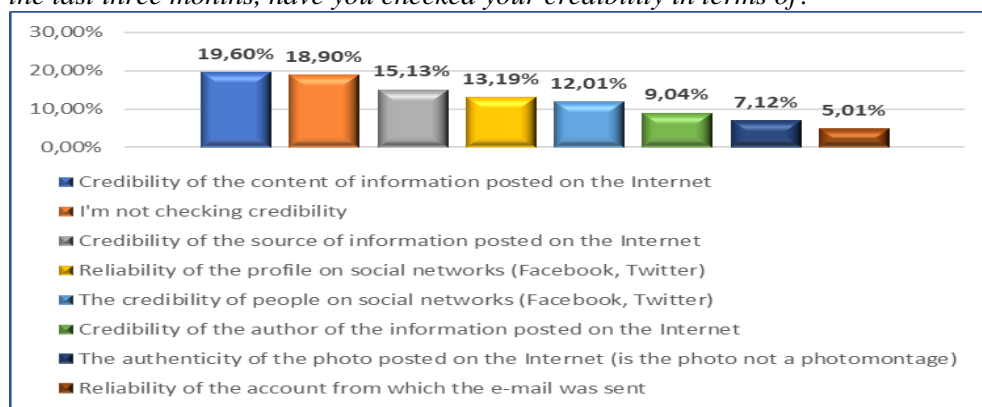 the last three months, have you checked your credibility in terms of?
30,00%
20,00%
10,00%
0,00%
19,60%
18,90%
15,13%
13,19%
12,01%
9,04%
7,12%
5,01%
Credibility of the content of information posted on the Internet
I'm not checking credibility
Credibility of the source of information posted on the Internet
Reliability of the profile on social networks (Facebook, Twitter)
The credibility of people on social networks (Facebook, Twitter)
Credibility of the author of the information posted on the Internet
The authenticity of the photo posted on the Internet (is the photo not a photomontage)
Reliability of the account from which the e-mail was sent